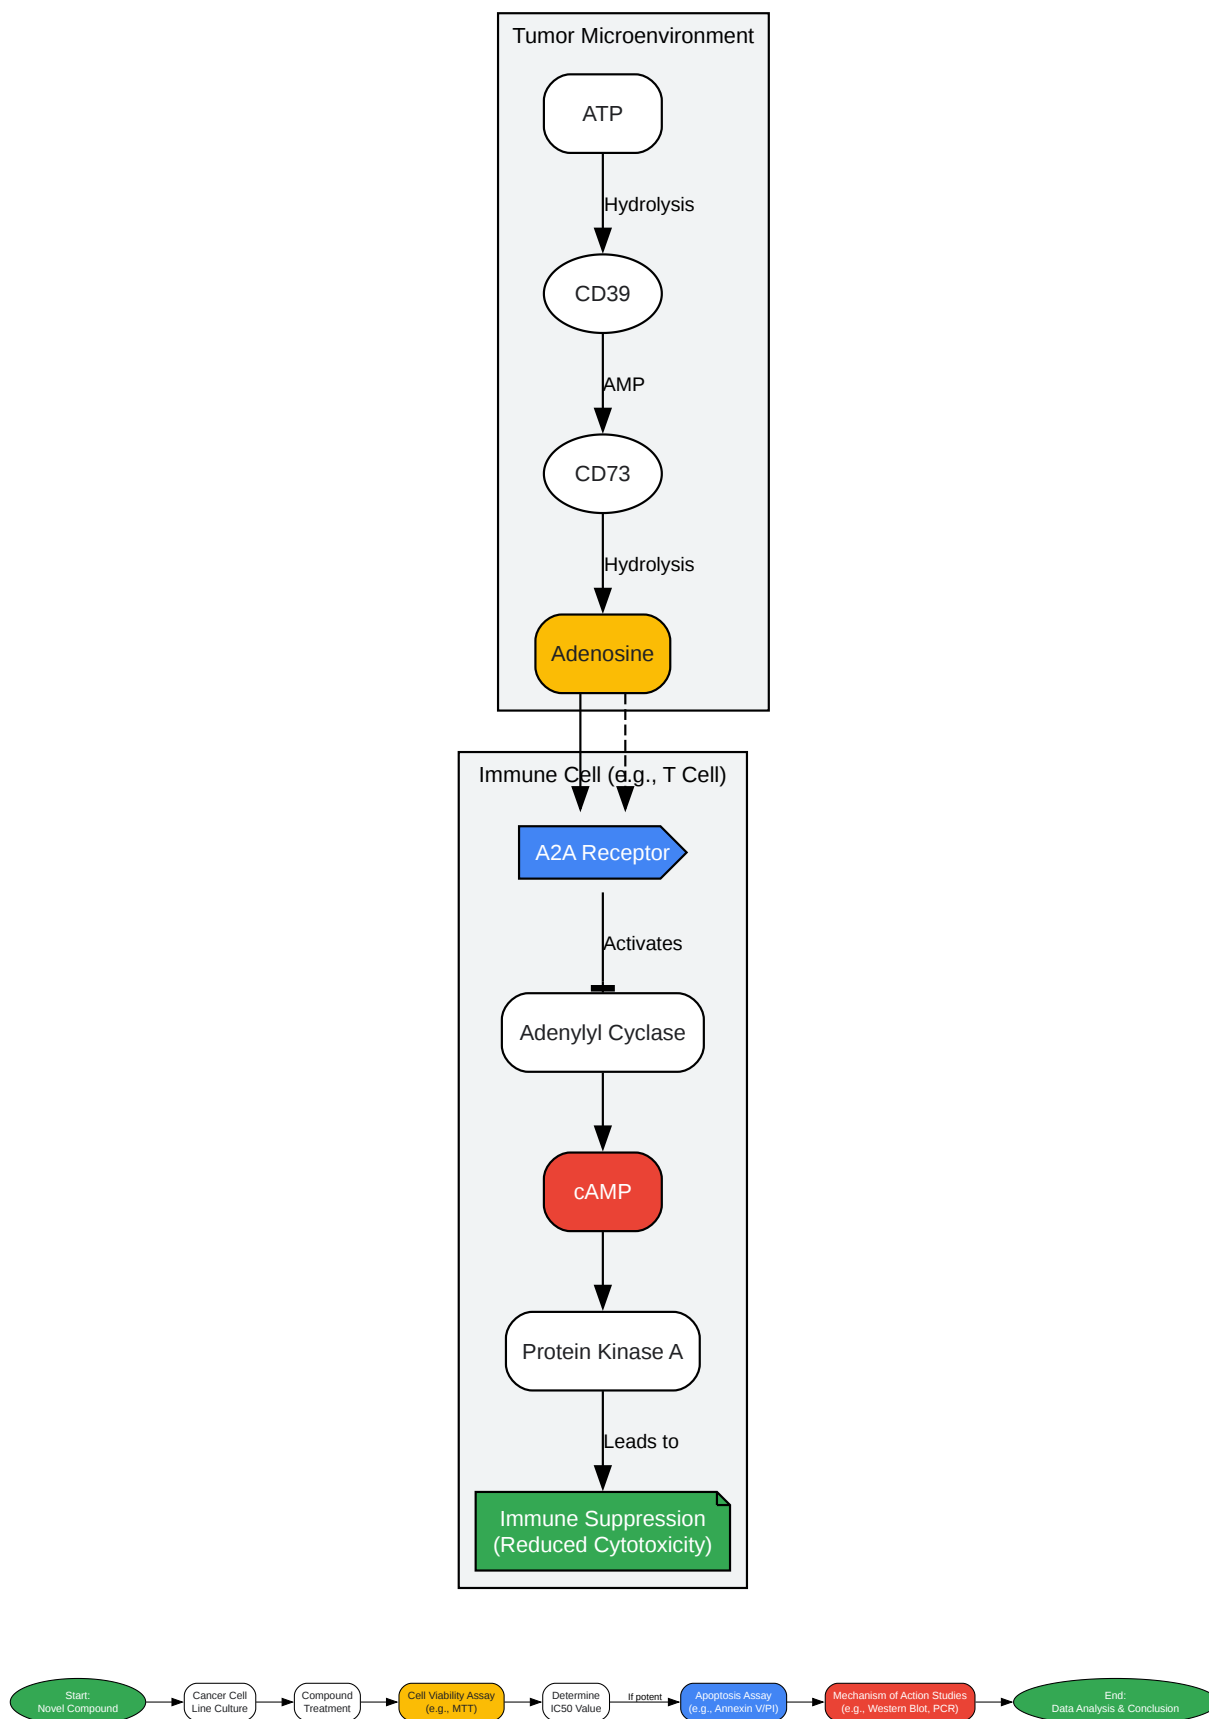 Tumor Microenvironment
ATP
Hydrolysis
CD39
AMP
CD73
Hydrolysis
Adenosine
Immune Cell (e.g., T Cell)
A2A Receptor
Activates
Adenylyl Cyclase
cAMP
Protein Kinase A
Leads to
Immune Suppression
(Reduced Cytotoxicity)
Start:
Novel Compound
Cancer Cell
Line Culture
Compound
Treatment
Cell Viability Assay
(e.g., MTT)
Determine
IC50 Value
If potent
Apoptosis Assay
(e.g., Annexin V/PI)
Mechanism of Action Studies
(e.g., Western Blot, PCR)
End:
Data Analysis & Conclusion